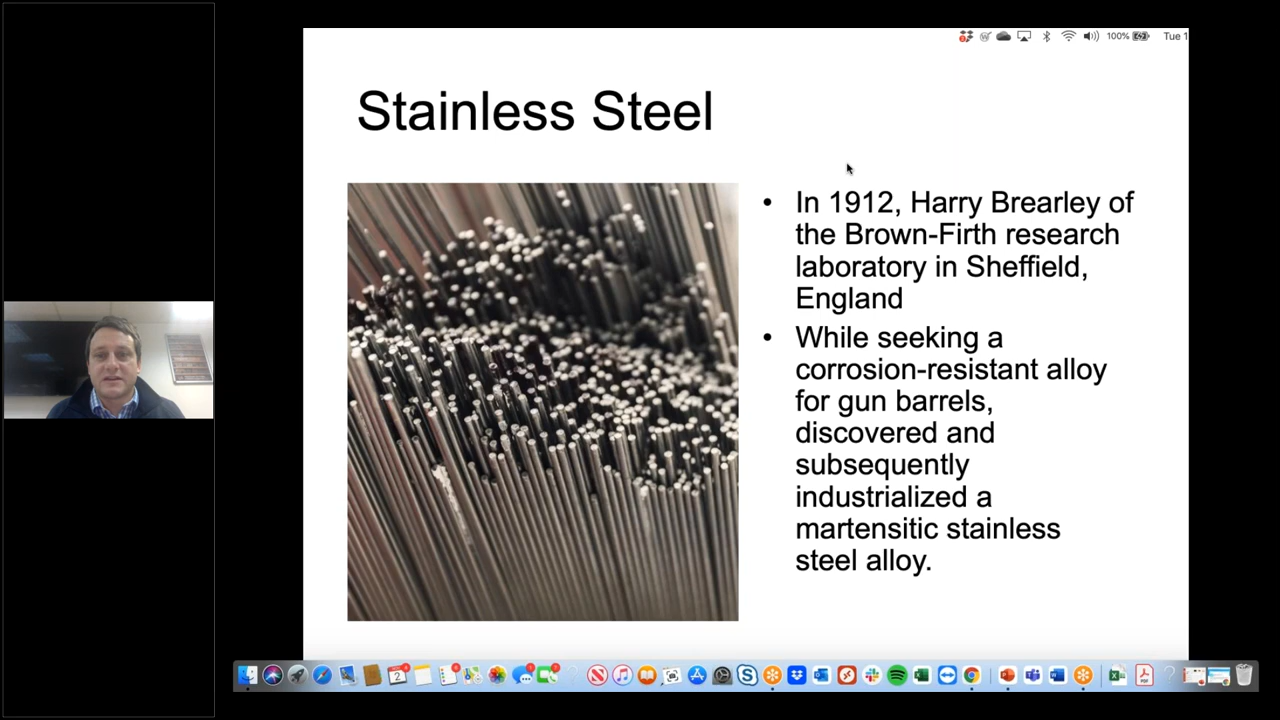 100% Tue 1
Stainless Steel
• In 1912, Harry Brearley of
the Brown-Firth research
laboratory in Sheffield,
England
• While seeking a
corrosion-resistant alloy
for gun barrels,
discovered and
subsequently
industrialized a
martensitic stainless
steel alloy.
2